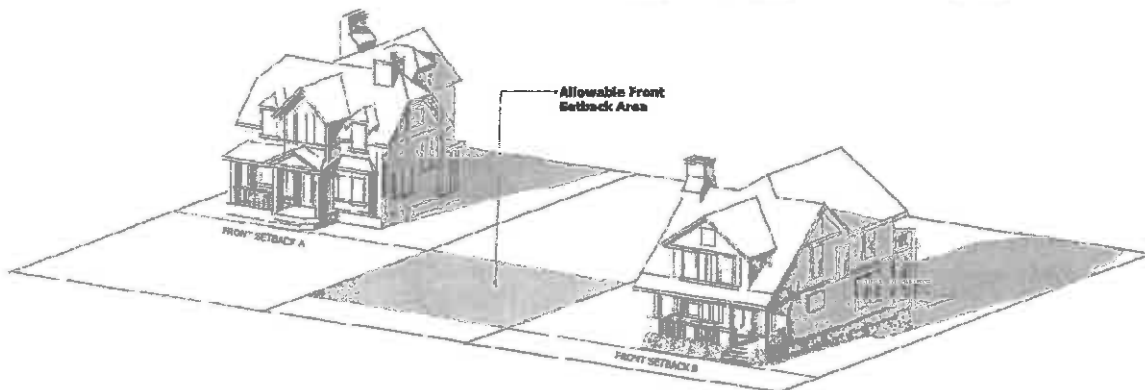 Allowable Front
Setback Area
FRONT SETBACK A
FRONT SETBACK B